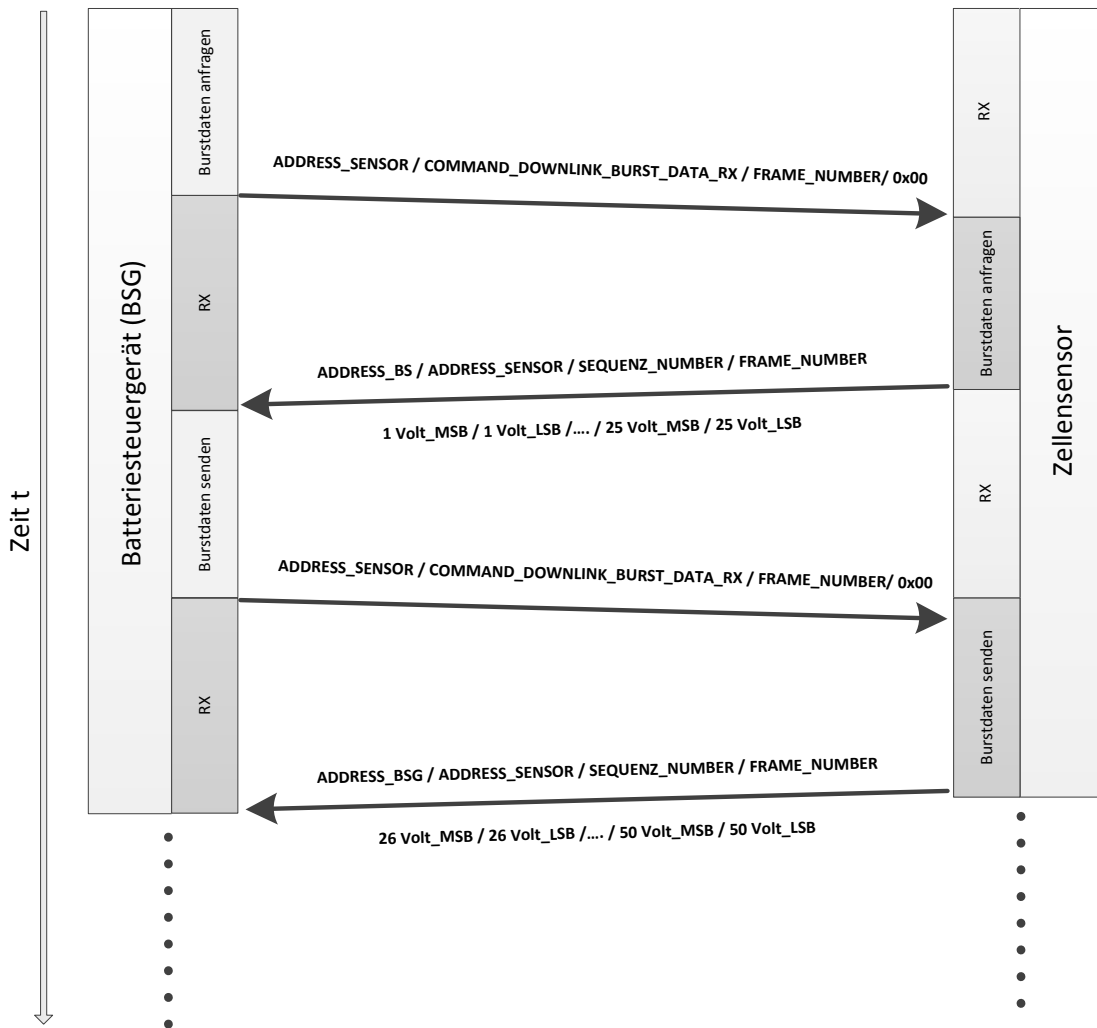 Zeit t
Batteriesteuergerät (BSG)
Burstdaten anfragen
RX
Burstdaten senden
RX
ADDRESS_SENSOR / COMMAND_DOWNLINK_BURST_DATA_RX / FRAME_NUMBER/ 0x00
ADDRESS_BS / ADDRESS_SENSOR / SEQUENZ_NUMBER / FRAME_NUMBER
1 Volt_MSB / 1 Volt_LSB /.... / 25 Volt_MSB / 25 Volt_LSB
ADDRESS_SENSOR / COMMAND_DOWNLINK_BURST_DATA_RX / FRAME_NUMBER/ 0x00
ADDRESS_BSG / ADDRESS_SENSOR / SEQUENZ_NUMBER / FRAME_NUMBER
26 Volt_MSB / 26 Volt_LSB /.... / 50 Volt_MSB / 50 Volt_LSB
RX
Burstdaten anfragen
RX
Burstdaten senden
Zellensensor